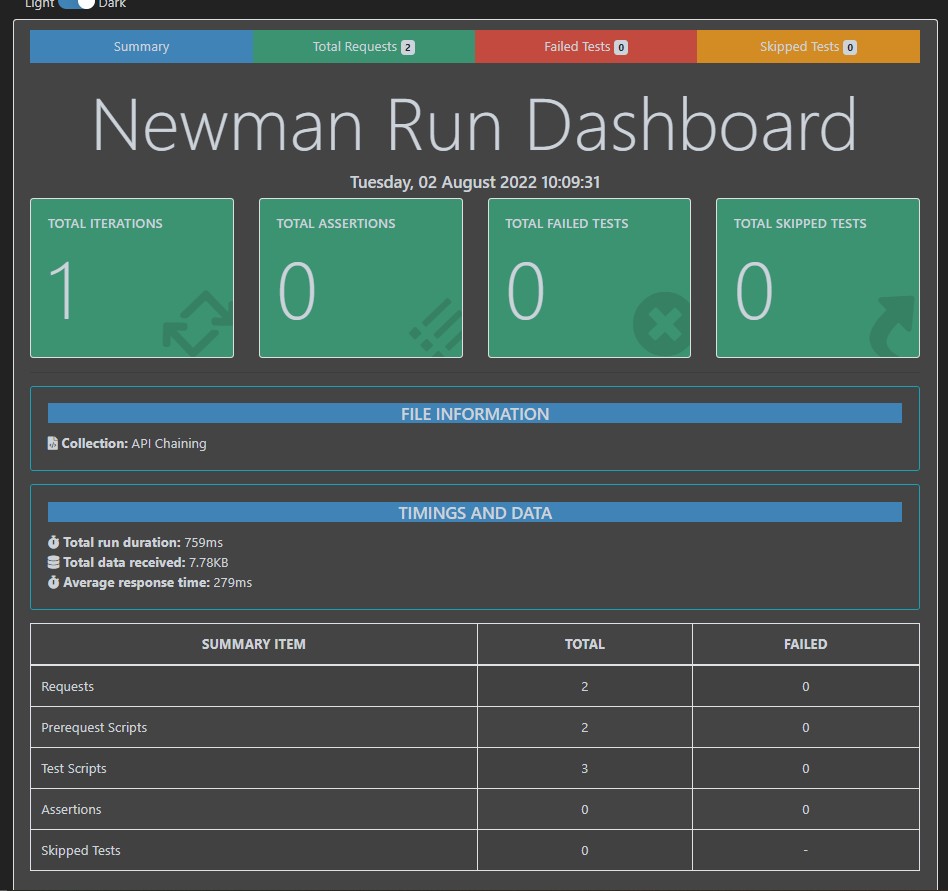 Light Dark
Summary Total Requests 2 Failed Tests 0 Skipped Tests 0
Newman Run Dashboard
Tuesday, 02 August 2022 10:09:31
TOTAL ITERATIONS TOTAL ASSERTIONS TOTAL FAILED TESTS TOTAL SKIPPED TESTS
1 0 0 0
FILE INFORMATION
Collection: API Chaining
TIMINGS AND DATA
Total run duration: 759ms
Total data received: 7.78KB
Average response time: 279ms
SUMMARY ITEM TOTAL FAILED
Requests 2 0
Prerequest Scripts 2 0
Test Scripts 3 0
Assertions 0 0
Skipped Tests 0 -